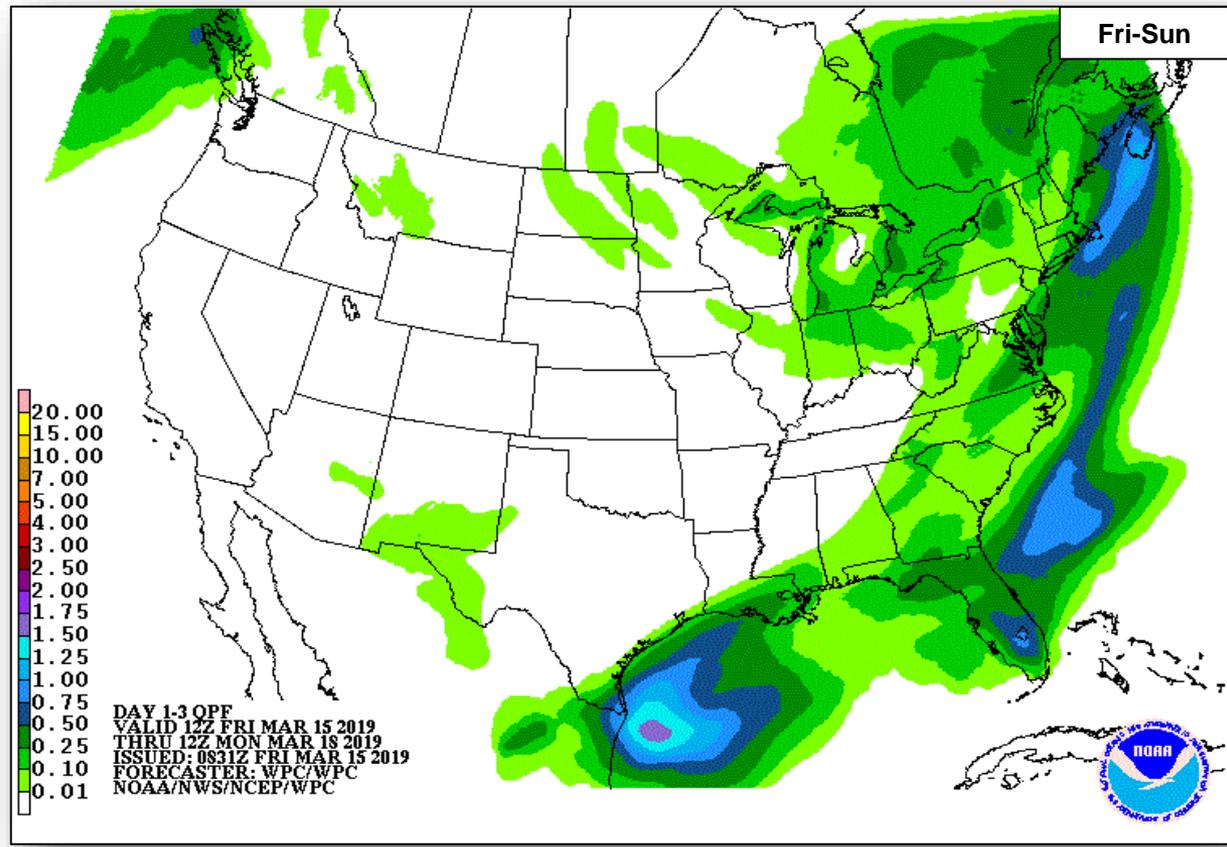 Fri-Sun
20.00
15.00
10.00
7.00
5.00
4.00
3.00
2.50
2.00
1.75
1.50
1.25
1.00
0.75
0.50
0.25
0.10
0.01
DAY 1-3 QPF
VALID 12Z FRI MAR 15 2019
THRU 12Z MON MAR 18 2019
ISSUED: 0831Z FRI MAR 15 2019
FORECASTER: WPC/WPC
NOAA/NWS/NCEP/WPC
NOAA